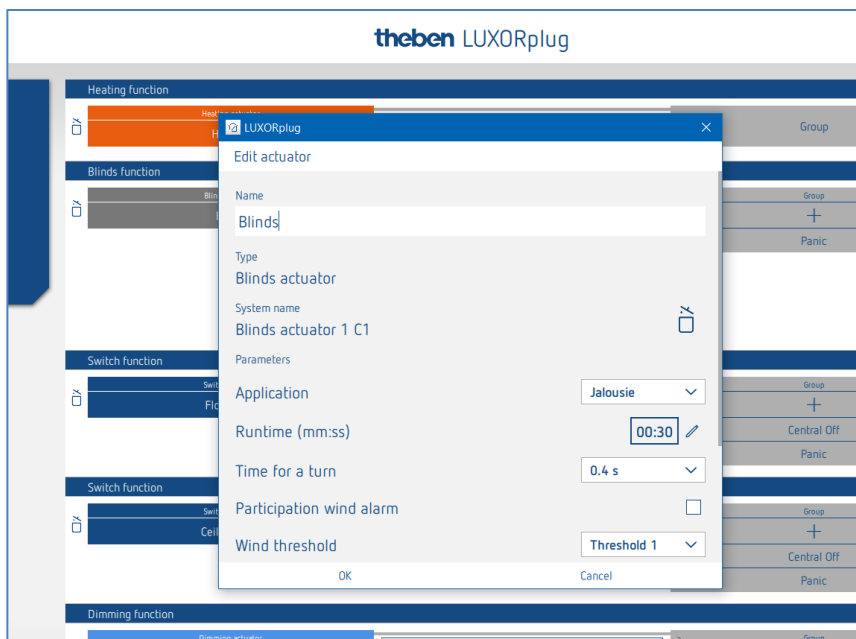 theben LUXORplug
Heating function
Group
LUXORplug
Edit actuator
Blinds function
Name
Blinds
Group
+
Panic
Type
Blinds actuator
System name
Blinds actuator 1 C1
Parameters
Switch function
Application
Jalousie
Group
+
Runtime (mm:ss)
00:30
Central Off
Panic
Time for a turn
0.4 s
Switch function
Participation wind alarm
Group
+
Wind threshold
Threshold 1
Central Off
OK
Cancel
Panic
Dimming function
Dimming actuator
Group